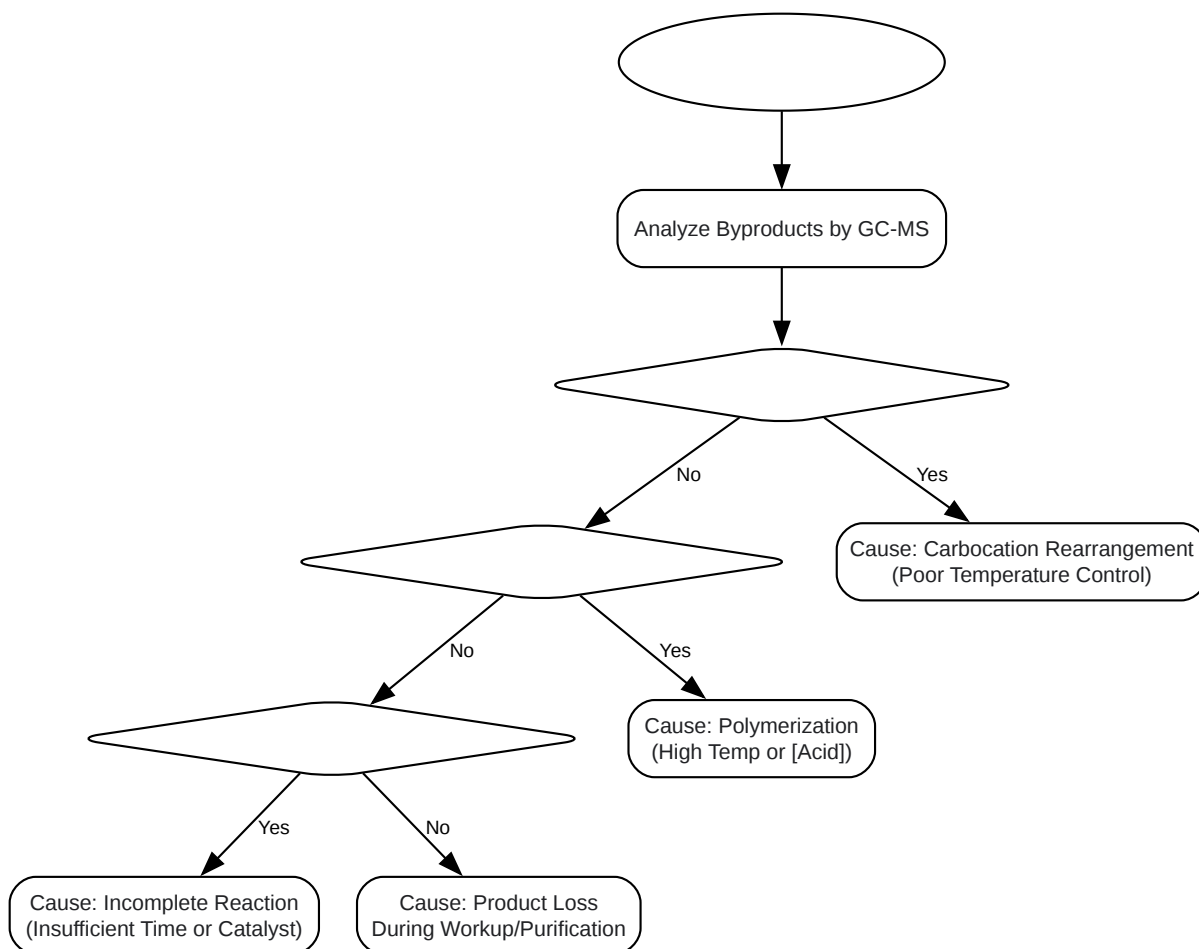 Analyze Byproducts by GC-MS
No
Yes
Cause: Carbocation Rearrangement
(Poor Temperature Control)
No
Yes
Cause: Polymerization
(High Temp or [Acid])
Yes
No
Cause: Incomplete Reaction
(Insufficient Time or Catalyst)
Cause: Product Loss
During Workup/Purification